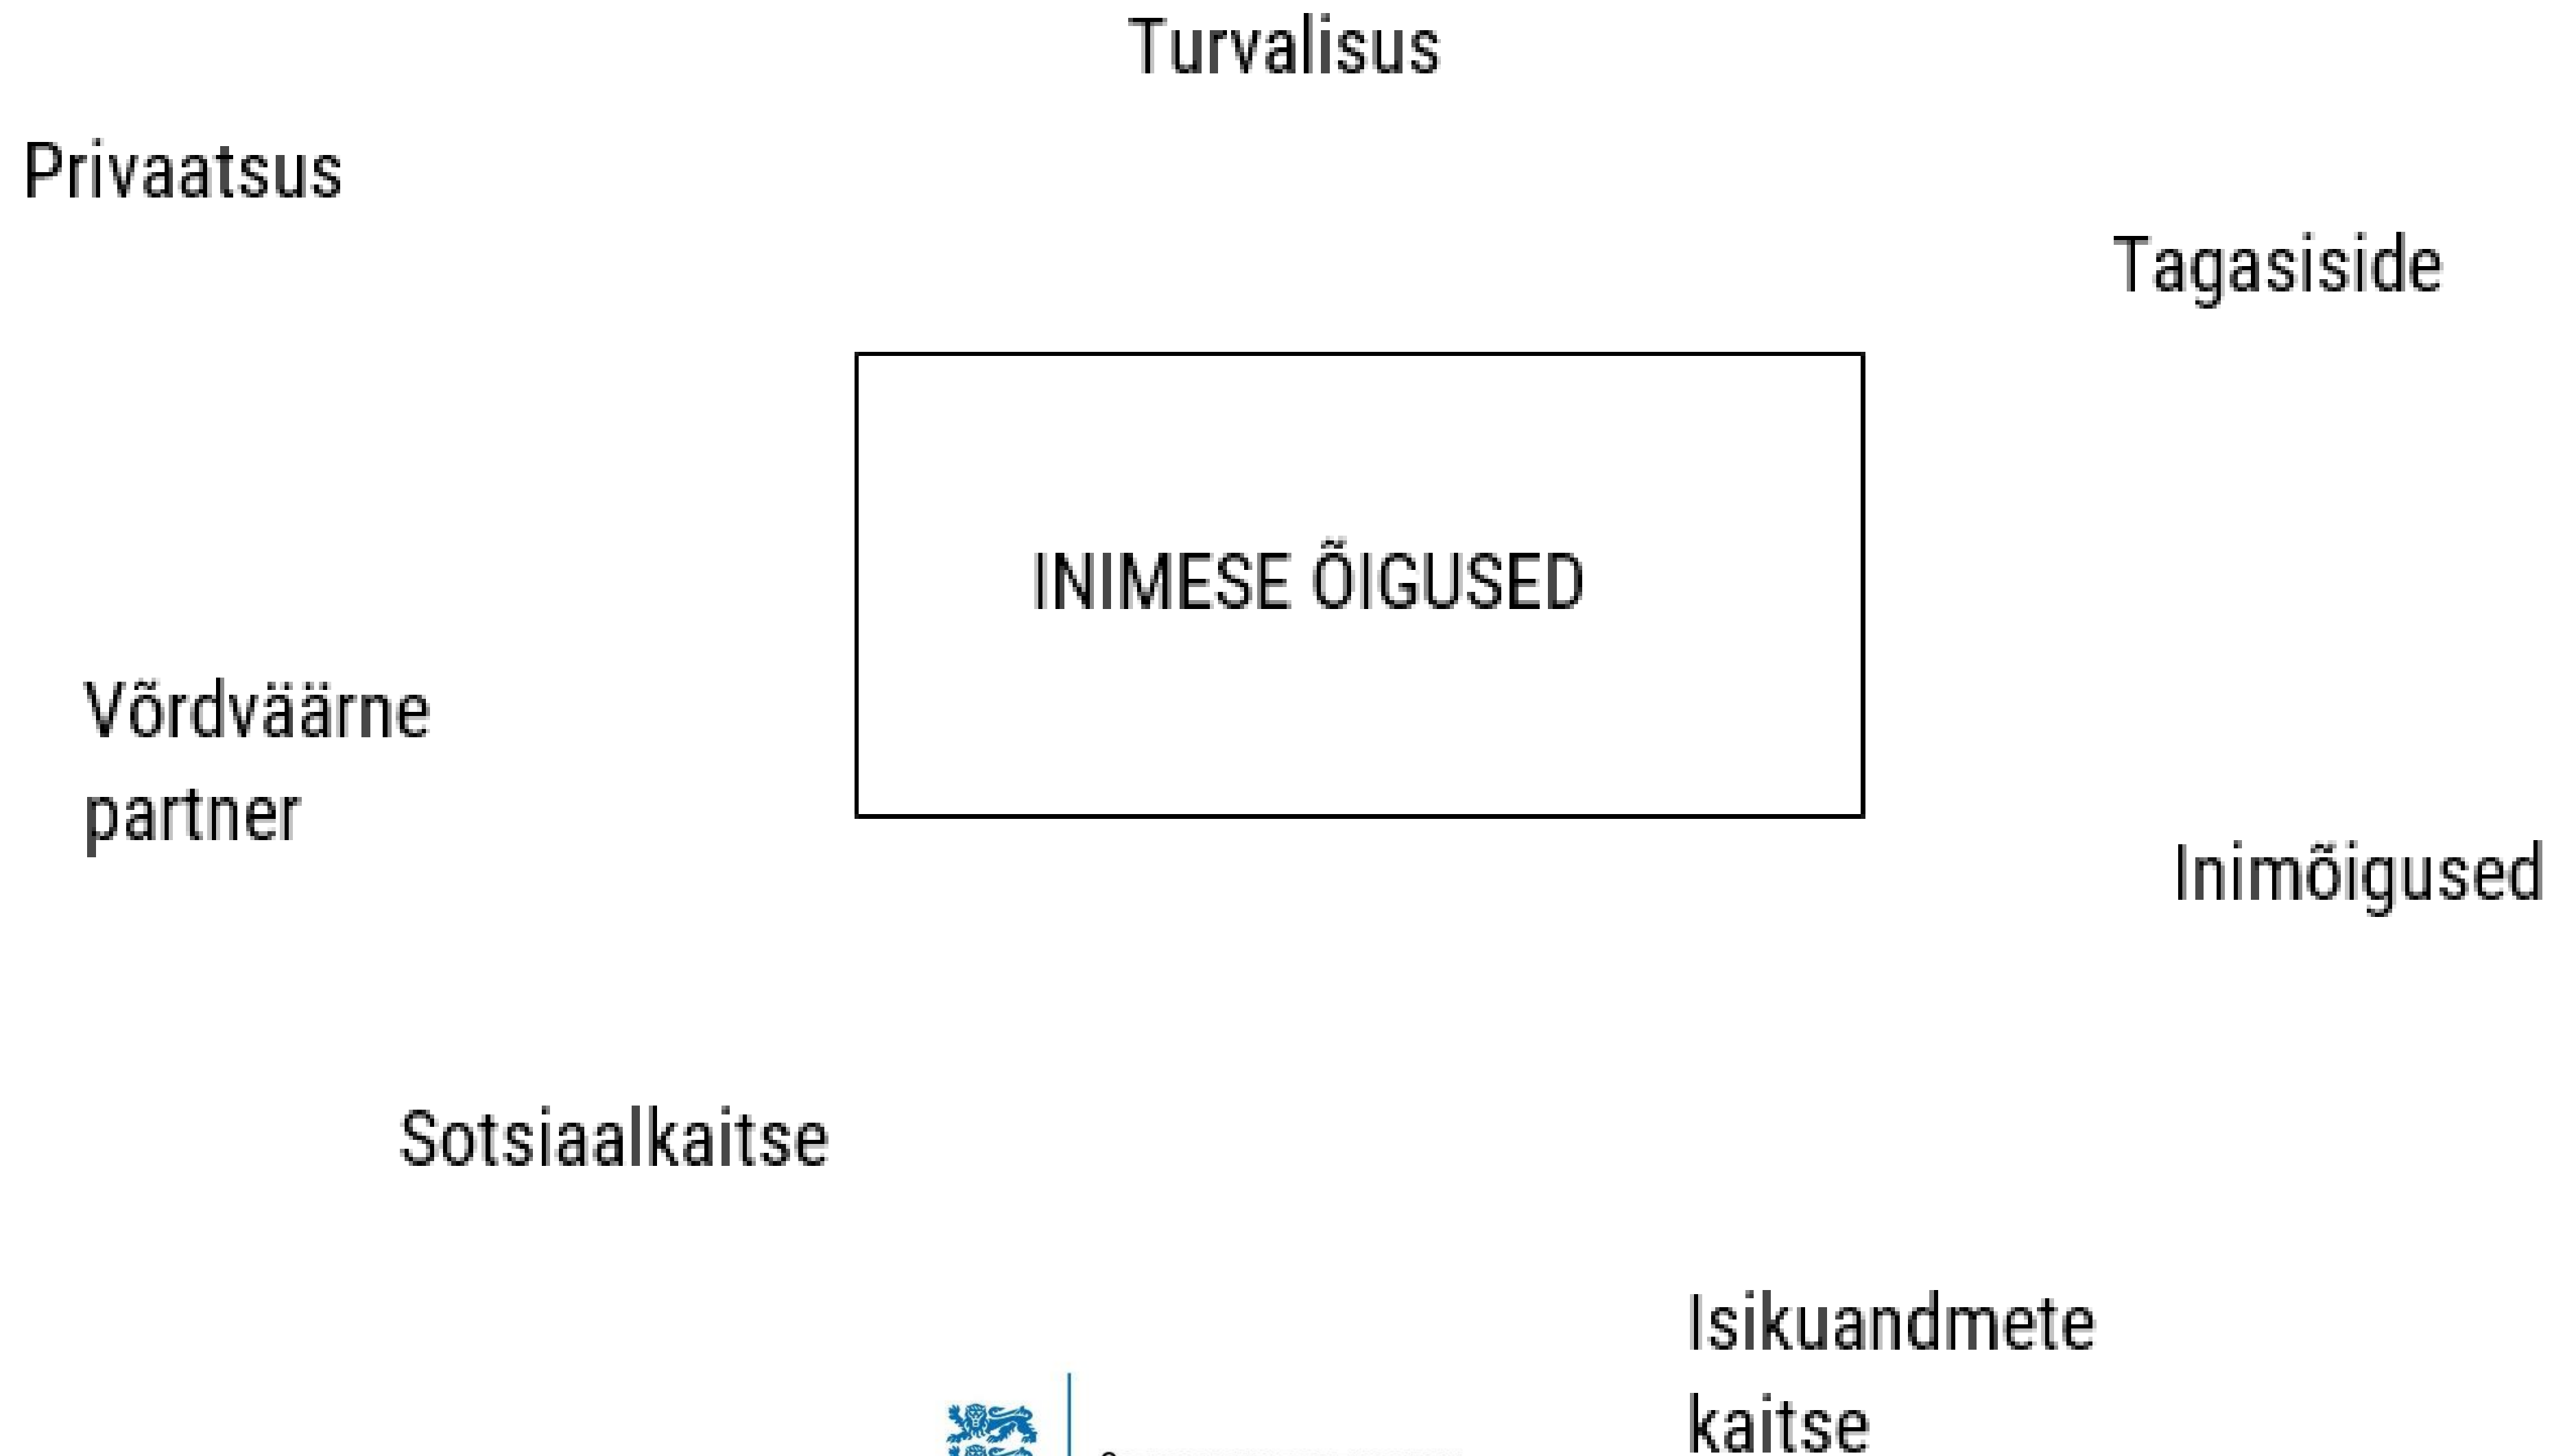 Turvalisus
Privaatsus
Tagasiside
INIMESE ÕIGUSED
Võrdväärne
partner
Inimõigused
Sotsiaalkaitse
Isikuandmete
kaitse